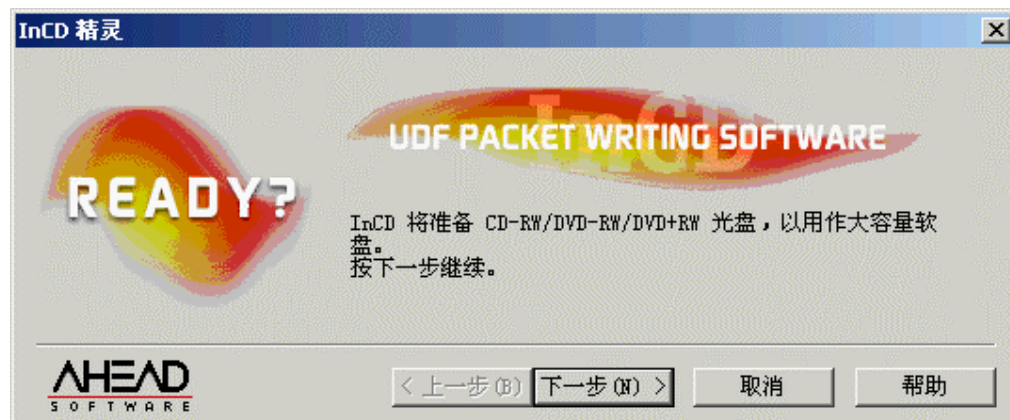 InCD 精灵
InCD
UDF PACKET WRITING SOFTWARE
READY?
InCD 将准备 CD-RW/DVD-RW/DVD+RW 光盘，以用作大容量软
盘。
按下一步继续。
AHEAD
SOFTWARE
< 上一步(B) 下一步(N) > 取消 帮助